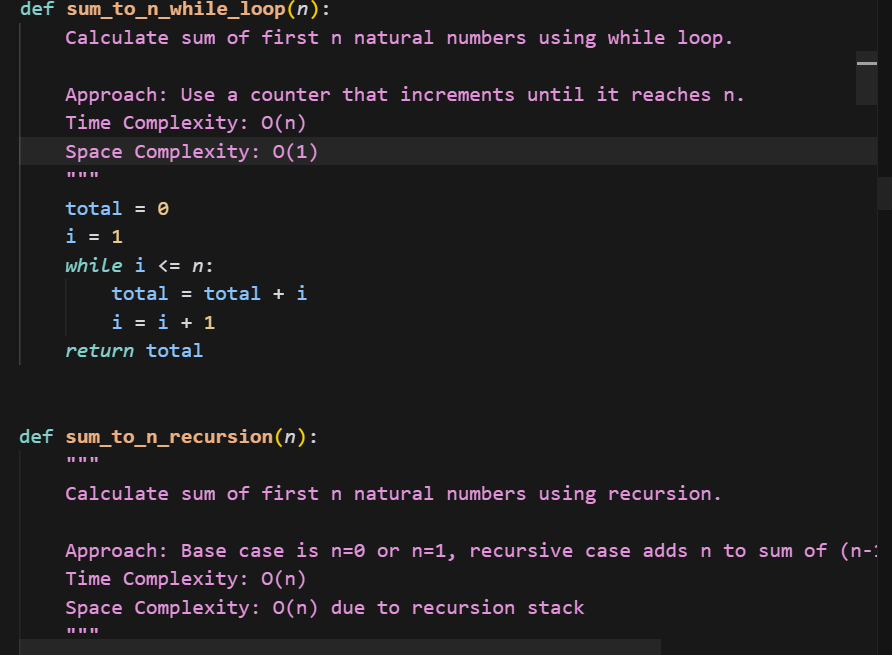 def sum_to_n_while_loop(n):
    Calculate sum of first n natural numbers using while loop.

    Approach: Use a counter that increments until it reaches n.
    Time Complexity: O(n)
    Space Complexity: O(1)
    """
    total = 0
    i = 1
    while i <= n:
        total = total + i
        i = i + 1
    return total


def sum_to_n_recursion(n):
    """
    Calculate sum of first n natural numbers using recursion.

    Approach: Base case is n=0 or n=1, recursive case adds n to sum of (n-
    Time Complexity: O(n)
    Space Complexity: O(n) due to recursion stack
    """